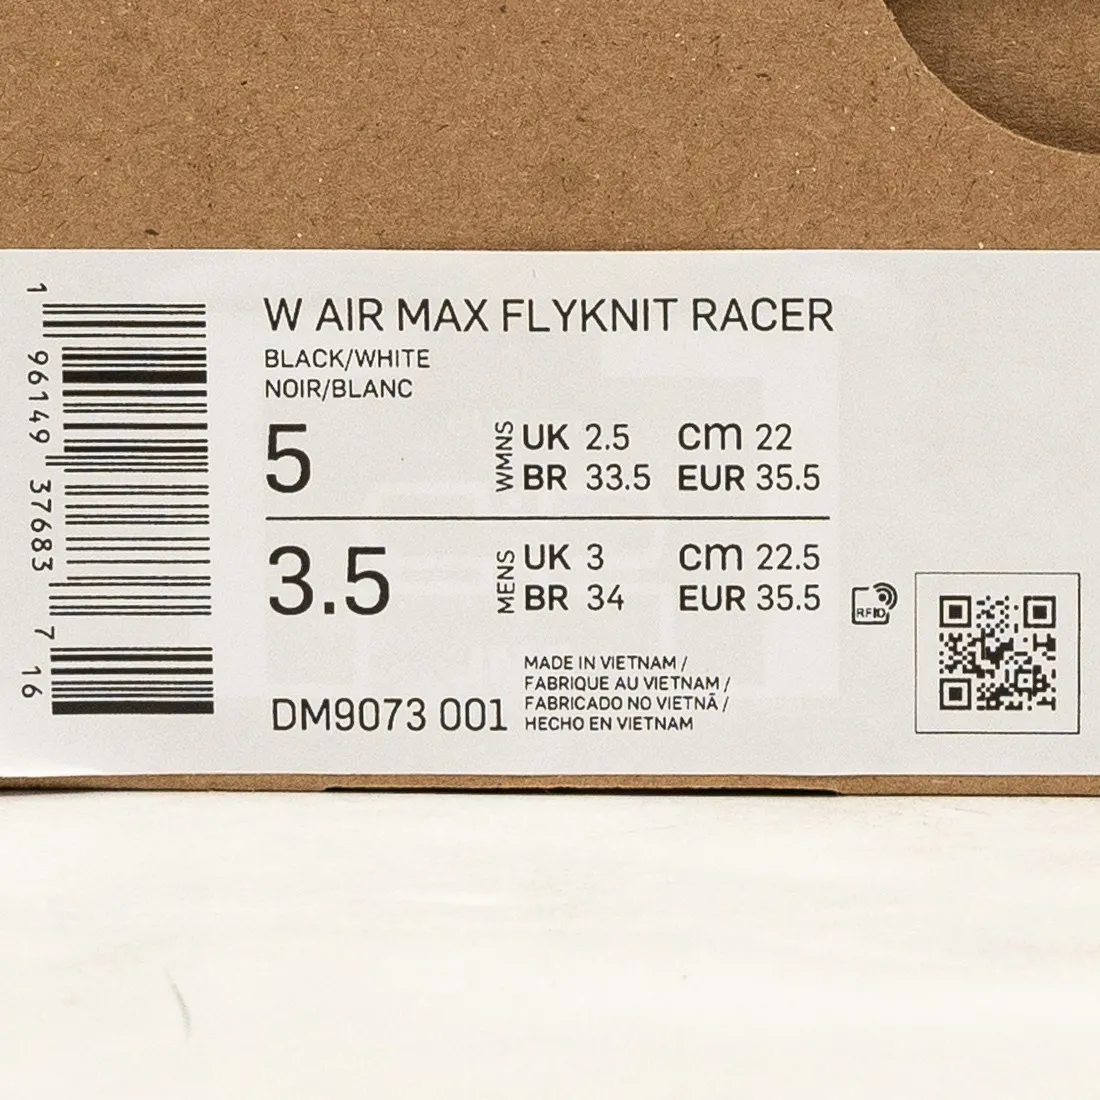 W AIR MAX FLYKNIT RACER
BLACK/WHITE
NOIR/BLANC
5 WMNS UK 2.5 CM 22
BR 33.5 EUR 35.5
3.5 MENS UK 3 CM 22.5
BR 34 EUR 35.5
RFID
DM9073 001
MADE IN VIETNAM /
FABRIQUE AU VIETNAM /
FABRICADO NO VIETNÃ /
HECHO EN VIETNAM
1 96149 37683 7 16